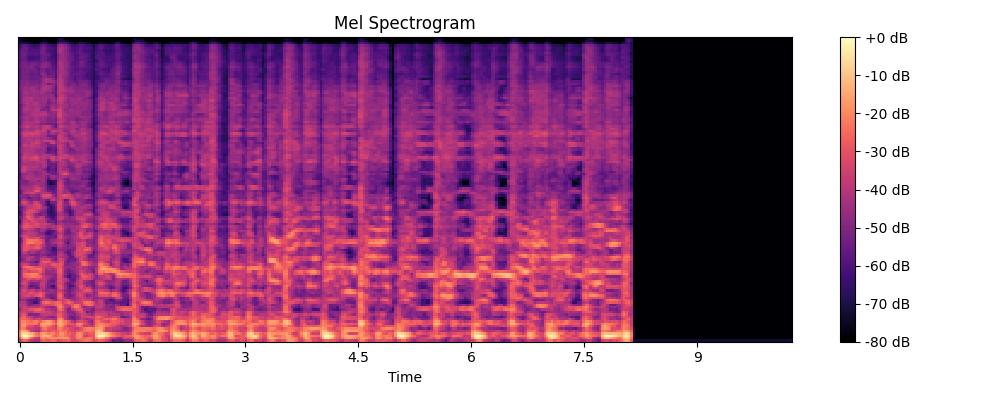 Mel Spectrogram
+0 dB
-10 dB
-20 dB
-30 dB
-40 dB
-50 dB
-60 dB
-70 dB
-80 dB
0 1.5 3 4.5 6 7.5 9
Time